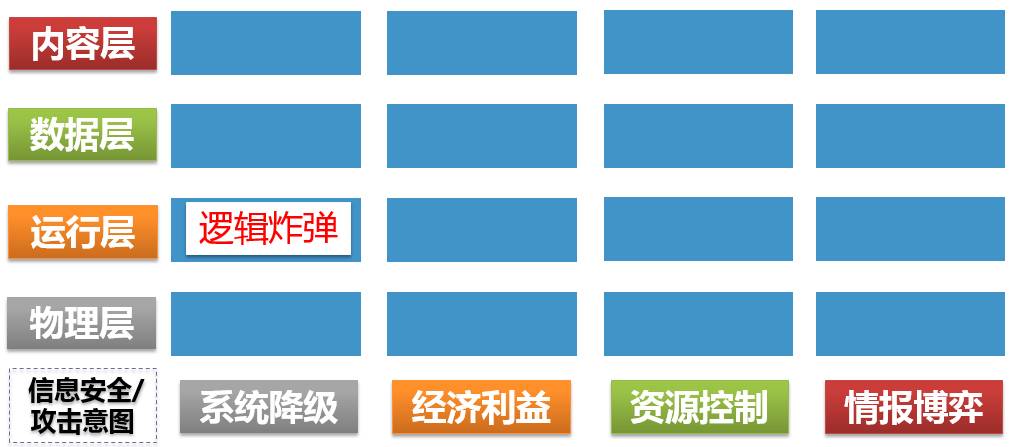 内容层
数据层
运行层
逻辑炸弹
物理层
信息安全/
攻击意图
系统降级
经济利益
资源控制
情报博弈